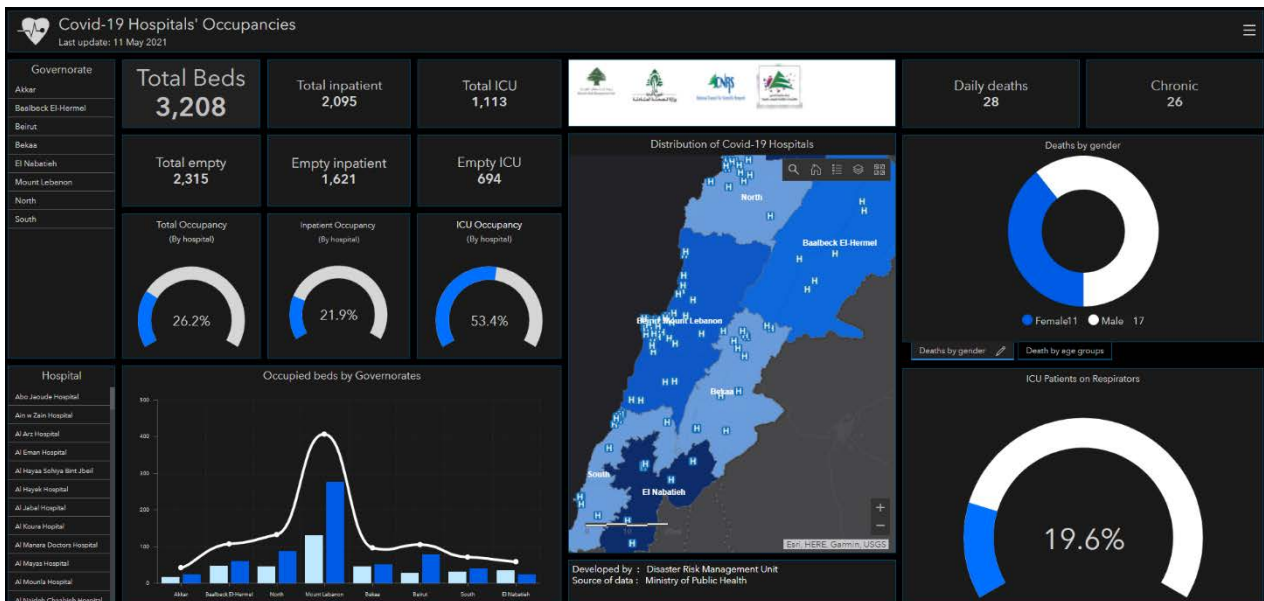 Covid-19 Hospitals' Occupancies
Last update: 11 May 2021
Governorate
Akkar
Baalbeck El-Hermel
Beirut
Bekaa
El Nabatieh
Mount Lebenon
North
South
Total Beds
3,208
Total inpatient
2,095
Total ICU
1,113
Total empty
2,315
Empty inpatient
1,621
Empty ICU
694
Total Occupancy
(By hospital)
26.2%
Inpatient Occupancy
(By hospital)
21.9%
ICU Occupancy
(By hospital)
53.4%
CNRS
Daily deaths
28
Chronic
26
Distribution of Covid-19 Hospitals
North
Baalbeck El-Hermel
Beirut Mount Lebanon
Bekaa
South
El Nabatieh
Esri, HERE, Garmin, USGS
Developed by : Disaster Risk Management Unit
Source of data : Ministry of Public Health
Deaths by gender
Female11 Male 17
Deaths by gender
Death by age groups
ICU Patients on Respirators
19.6%
Hospital
Abo Jaoude Hospital
Ain w Zain Hospital
Al Arz Hospital
Al Eman Hospital
Al Hayaa Sohiya Bint Jbeil
Al Hayek Hospital
Al Jabal Hospital
Al Koura Hopital
Al Manara Doctors Hospital
Al Mayas Hospital
Al Mounla Hospital
Occupied beds by Governorates
500
400
300
200
100
0
Akkar Baalbeck El-Hermel North Mount Lebanon Bekaa Beirut South El Nabatieh